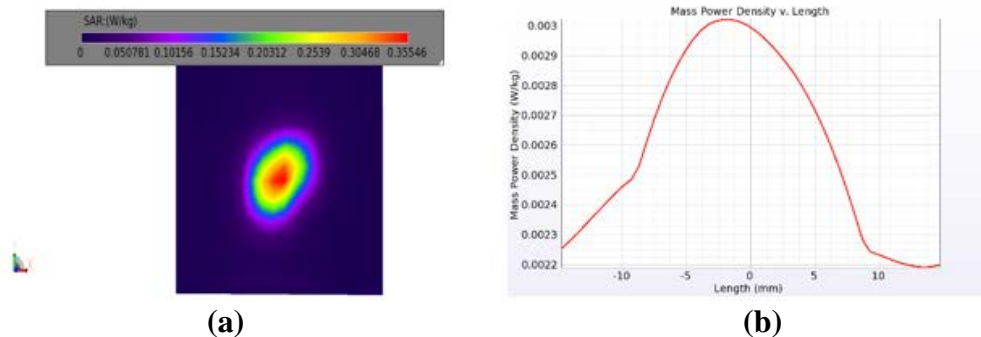 SAR:(W/kg)
0 0.050781 0.10156 0.15234 0.20312 0.2539 0.30468 0.35546
(a)
Mass Power Density v. Length
Mass Power Density (W/kg)
0.003
0.0029
0.0028
0.0027
0.0026
0.0025
0.0024
0.0023
0.0022
-10 -5 0 5 10
Length (mm)
(b)